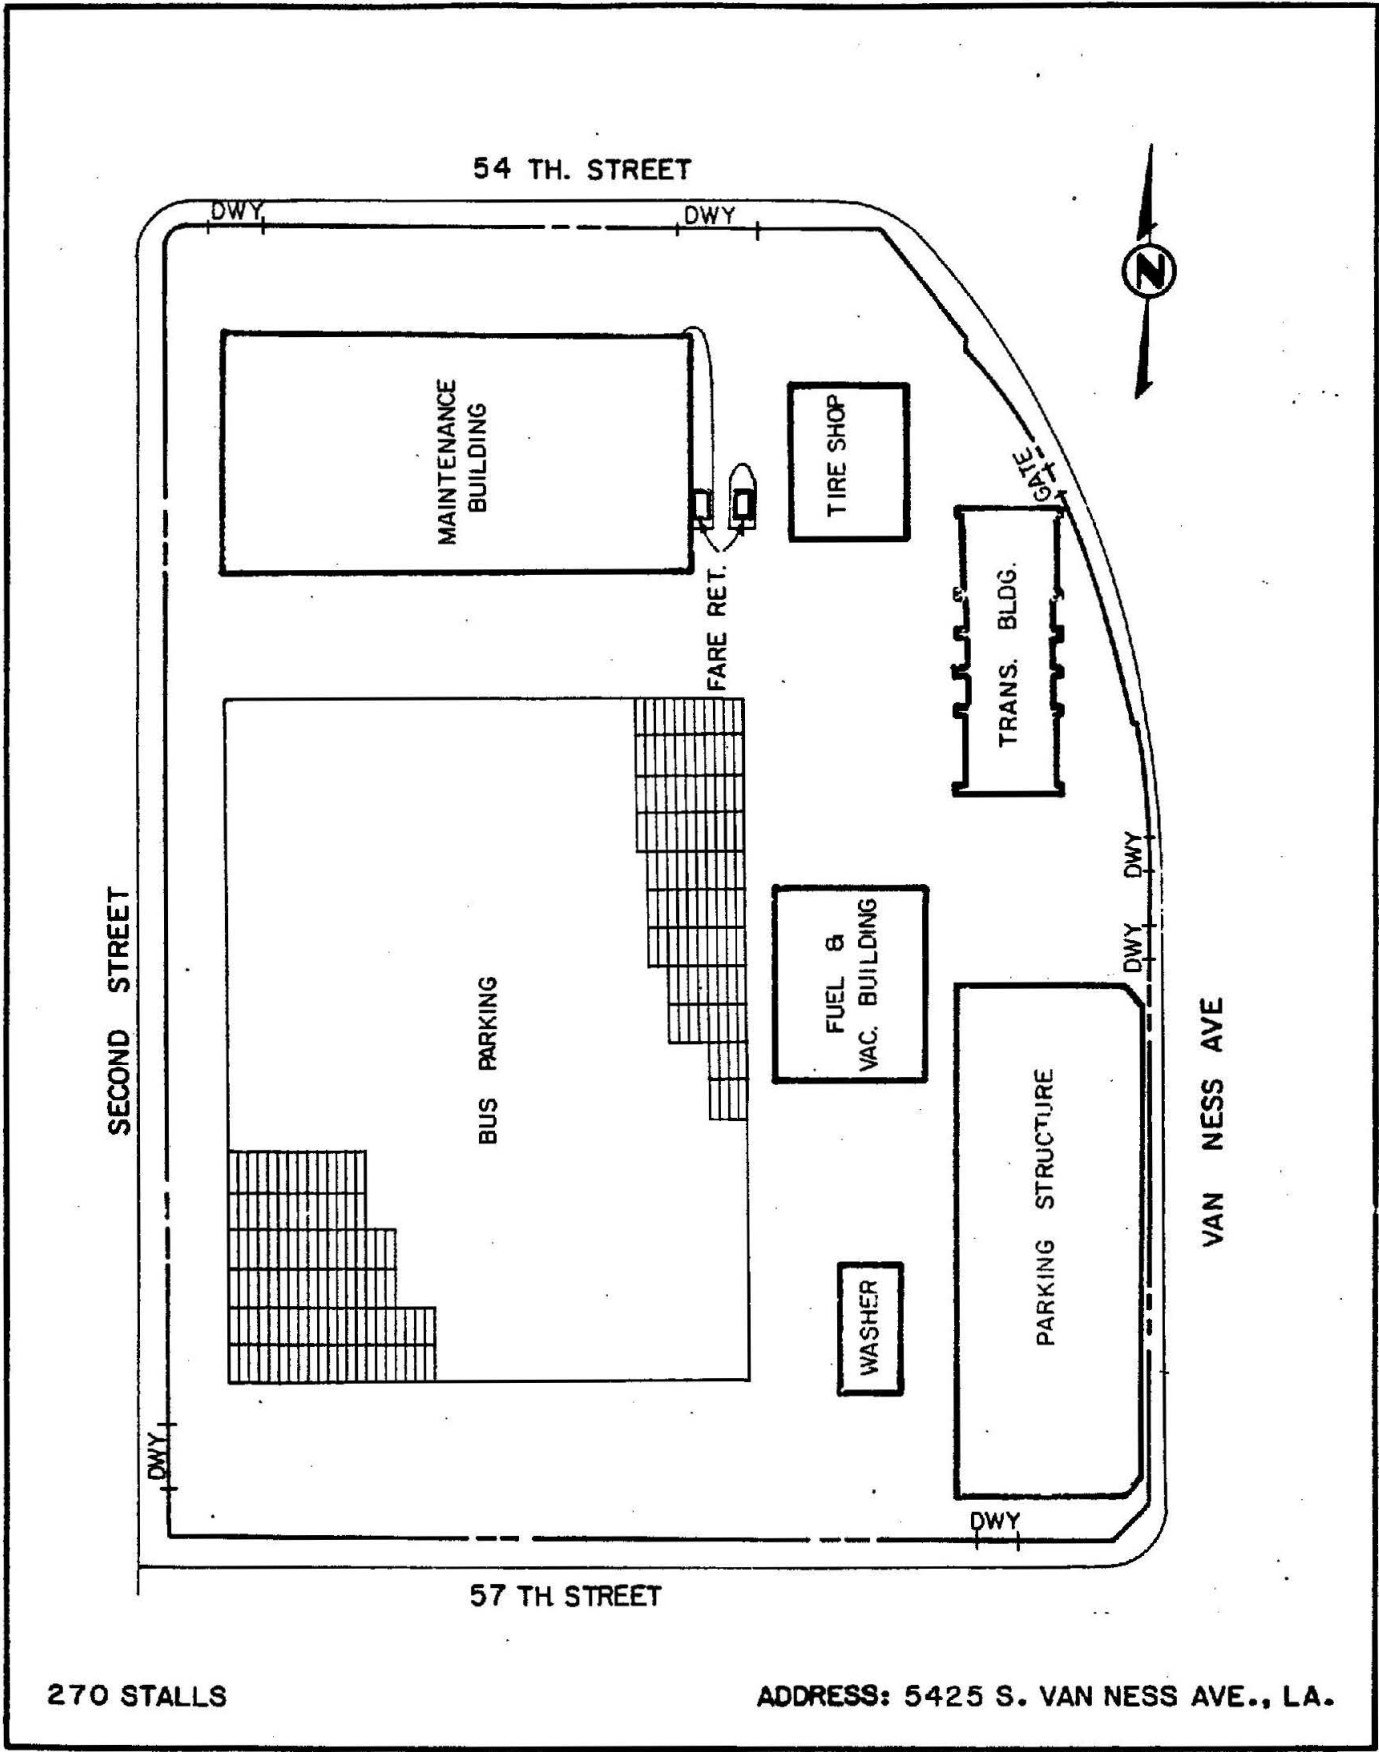 54 TH. STREET
DWY
DWY
N
MAINTENANCE
BUILDING
TIRE SHOP
GATE
FARE RET.
TRANS. BLDG.
DWY
DWY
SECOND STREET
BUS PARKING
FUEL &
VAC. BUILDING
VAN NESS AVE
PARKING STRUCTURE
WASHER
DWY
DWY
57 TH STREET
270 STALLS
ADDRESS: 5425 S. VAN NESS AVE., LA.